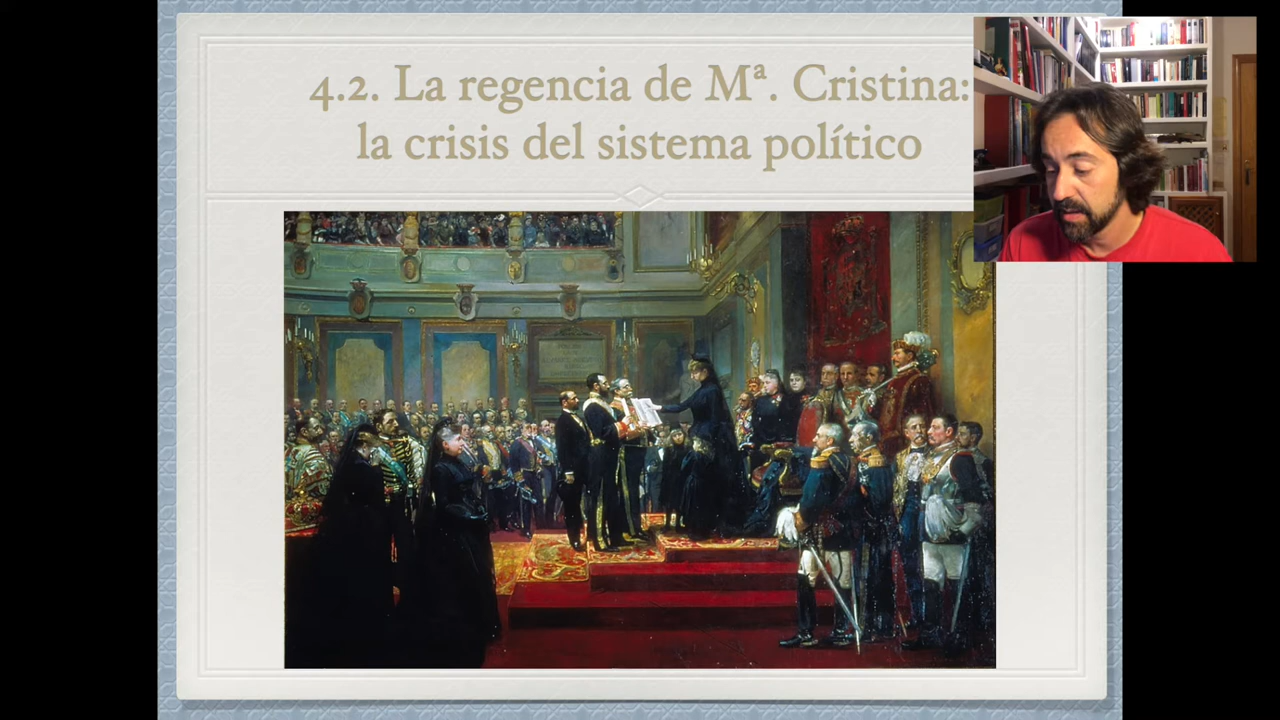 4.2. La regencia de Mª. Cristina:
la crisis del sistema político